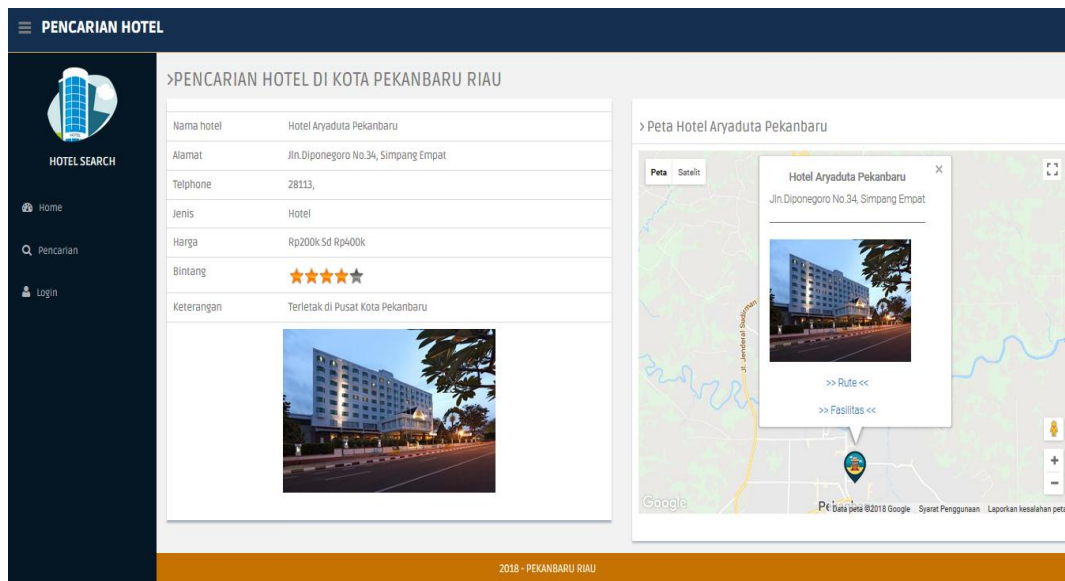 PENCARIAN HOTEL
HOTEL SEARCH
Home
Pencarian
Login
>PENCARIAN HOTEL DI KOTA PEKANBARU RIAU
Nama hotel Hotel Aryaduta Pekanbaru
Alamat Jln.Diponegoro No.34, Simpang Empat
Telphone 28113,
Jenis Hotel
Harga Rp200k Sd Rp400k
Bintang
Keterangan Terletak di Pusat Kota Pekanbaru
> Peta Hotel Aryaduta Pekanbaru
Peta Satelit
Hotel Aryaduta Pekanbaru
Jln.Diponegoro No.34, Simpang Empat
Jl. Jenderal Sudirman
>> Rute <<
>> Fasilitas <<
Google
Data peta ©2018 Google Syarat Penggunaan Laporkan kesalahan peta
2018 - PEKANBARU RIAU